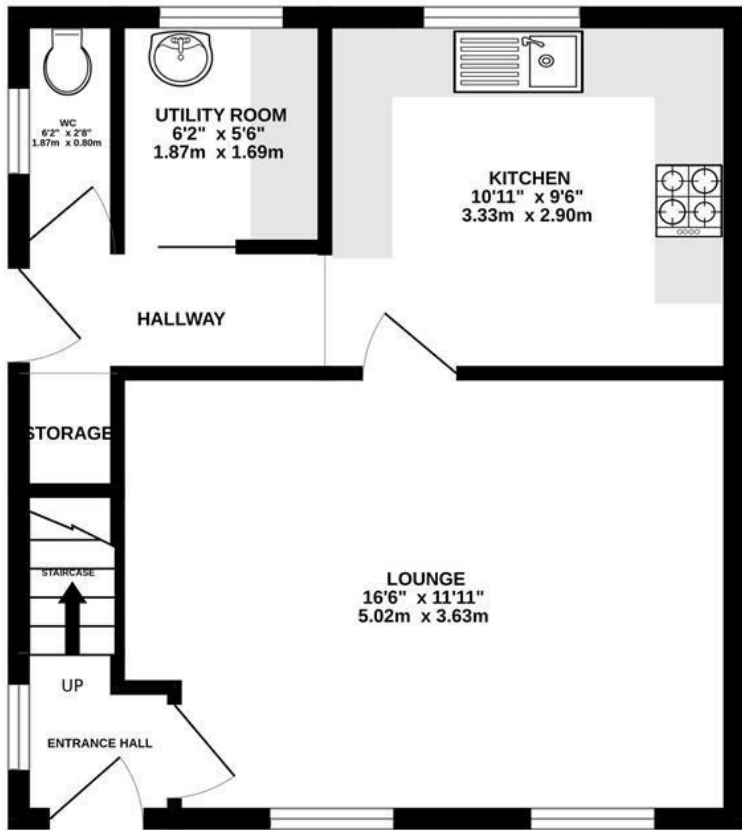 WC
6'2" x 2'8"
1.87m x 0.80m
UTILITY ROOM
6'2" x 5'6"
1.87m x 1.69m
KITCHEN
10'11" x 9'6"
3.33m x 2.90m
HALLWAY
STORAGE
STAIRCASE
LOUNGE
16'6" x 11'11"
5.02m x 3.63m
UP
ENTRANCE HALL